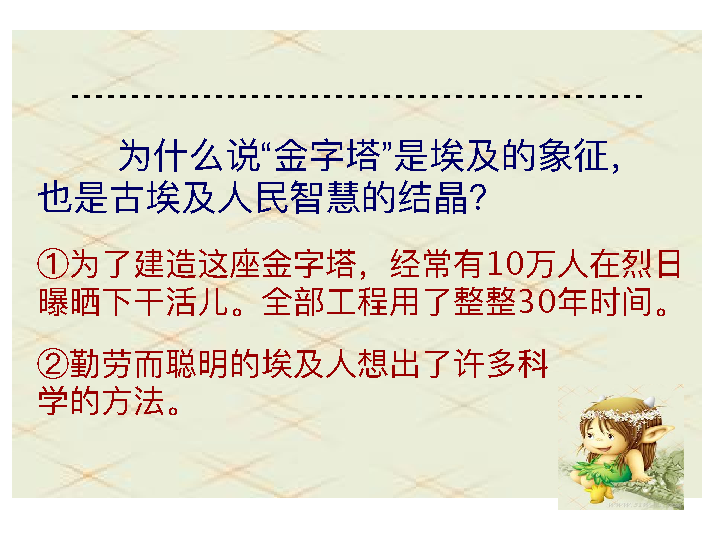 为什么说“金字塔”是埃及的象征，
也是古埃及人民智慧的结晶？
①为了建造这座金字塔，经常有10万人在烈日
曝晒下干活儿。全部工程用了整整30年时间。
②勤劳而聪明的埃及人想出了许多科
学的方法。